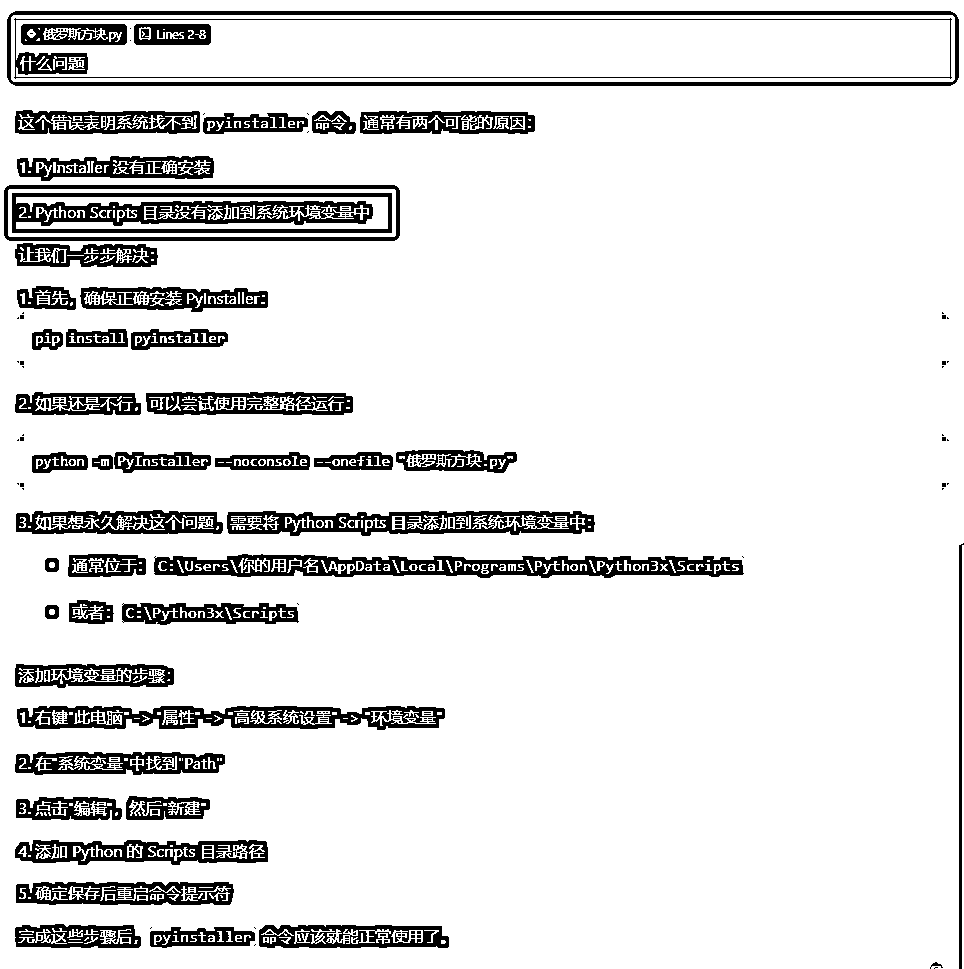 俄罗斯方块.py Lines 2-8
什么问题
这个错误表明系统找不到 pyinstaller 命令，通常有两个可能的原因：
1. PyInstaller 没有正确安装
2. Python Scripts 目录没有添加到系统环境变量中
让我们一步步解决：
1. 首先，确保正确安装 PyInstaller：
pip install pyinstaller
2. 如果还是不行，可以尝试使用完整路径运行：
python -m PyInstaller --noconsole --onefile "俄罗斯方块.py"
3. 如果想永久解决这个问题，需要将 Python Scripts 目录添加到系统环境变量中：
通常位于： C:\Users\你的用户名\AppData\Local\Programs\Python\Python3x\Scripts
或者： C:\Python3x\Scripts
添加环境变量的步骤：
1. 右键"此电脑" -> "属性" -> "高级系统设置" -> "环境变量"
2. 在"系统变量"中找到"Path"
3. 点击"编辑"，然后"新建"
4. 添加 Python 的 Scripts 目录路径
5. 确定保存后重启命令提示符
完成这些步骤后， pyinstaller 命令应该就能正常使用了。